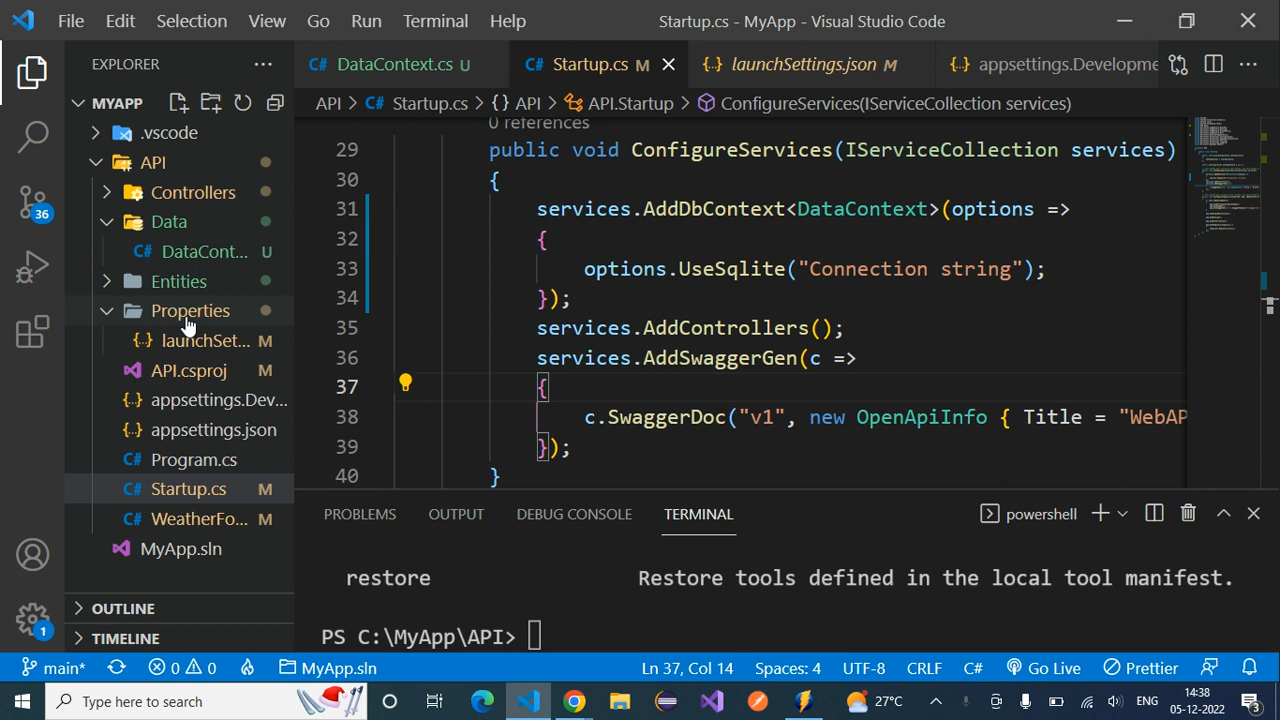 File Edit Selection View Go Run Terminal Help
Startup.cs - MyApp - Visual Studio Code
EXPLORER
MYAPP
.vscode
API
Controllers
Data
DataCont... U
Entities
Properties
launchSet... M
API.csproj M
appsettings.Dev...
appsettings.json
Program.cs
Startup.cs M
WeatherFo... M
MyApp.sln
OUTLINE
TIMELINE
36
1
DataContext.cs U
Startup.cs M
launchSettings.json M
appsettings.Developme
API > Startup.cs > {} API > API.Startup > ConfigureServices(IServiceCollection services)
0 references
29 public void ConfigureServices(IServiceCollection services)
30 {
31 services.AddDbContext<DataContext>(options =>
32 {
33 options.UseSqlite("Connection string");
34 });
35 services.AddControllers();
36 services.AddSwaggerGen(c =>
37 {
38 c.SwaggerDoc("v1", new OpenApiInfo { Title = "WebAP
39 });
40 }
PROBLEMS OUTPUT DEBUG CONSOLE TERMINAL
powershell
restore Restore tools defined in the local tool manifest.
PS C:\MyApp\API>
main* 0 0 MyApp.sln
Ln 37, Col 14 Spaces: 4 UTF-8 CRLF C# Go Live Prettier
Type here to search
27°C
ENG
14:38
05-12-2022
3